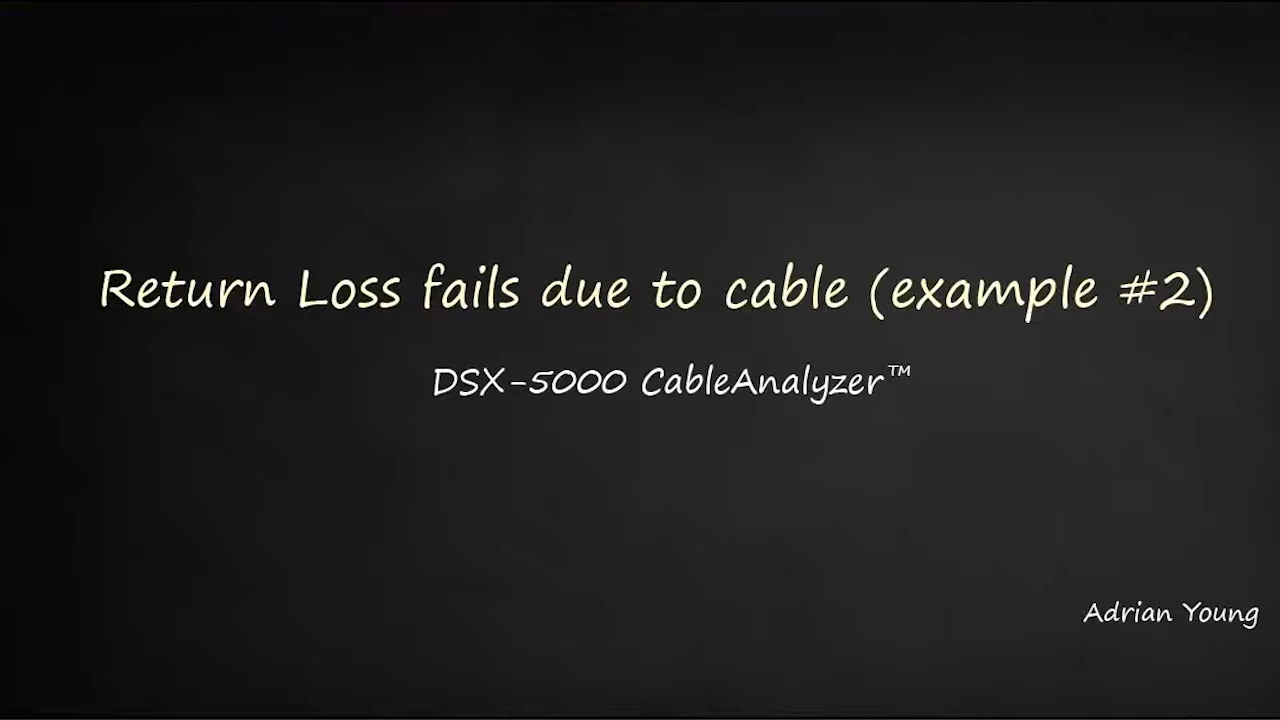 Return Loss fails due to cable (example #2)
DSX-5000 CableAnalyzer™
Adrian Young